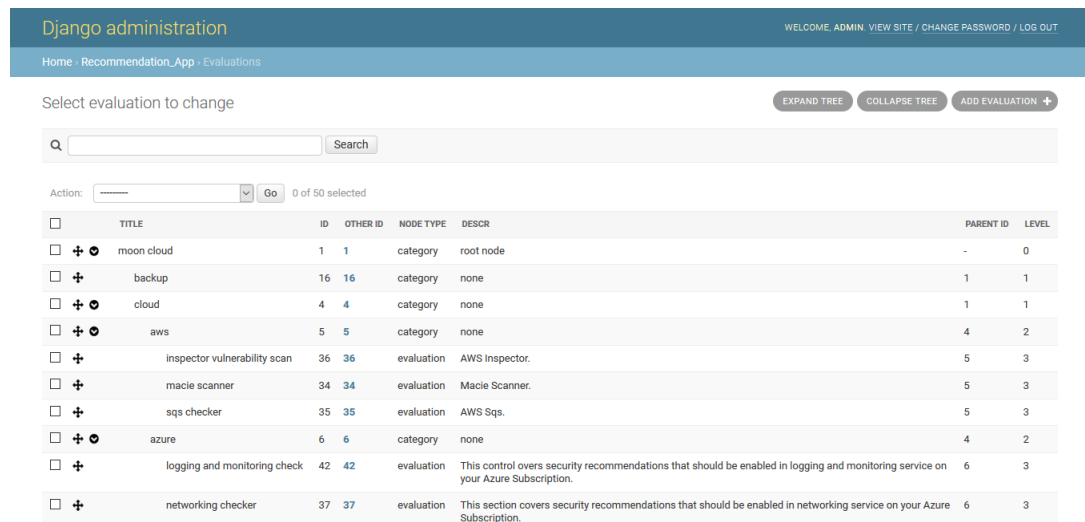 Django administration
WELCOME, ADMIN. VIEW SITE / CHANGE PASSWORD / LOG OUT
Home › Recommendation_App › Evaluations
Select evaluation to change
EXPAND TREE COLLAPSE TREE ADD EVALUATION +
Search
Action: --------- Go 0 of 50 selected
TITLE ID OTHER ID NODE TYPE DESCR PARENT ID LEVEL
moon cloud 1 1 category root node - 0
backup 16 16 category none 1 1
cloud 4 4 category none 1 1
aws 5 5 category none 4 2
inspector vulnerability scan 36 36 evaluation AWS Inspector. 5 3
macie scanner 34 34 evaluation Macie Scanner. 5 3
sqs checker 35 35 evaluation AWS Sqs. 5 3
azure 6 6 category none 4 2
logging and monitoring check 42 42 evaluation This control overs security recommendations that should be enabled in logging and monitoring service on 6 3
your Azure Subscription.
networking checker 37 37 evaluation This section covers security recommendations that should be enabled in networking service on your Azure 6 3
Subscription.